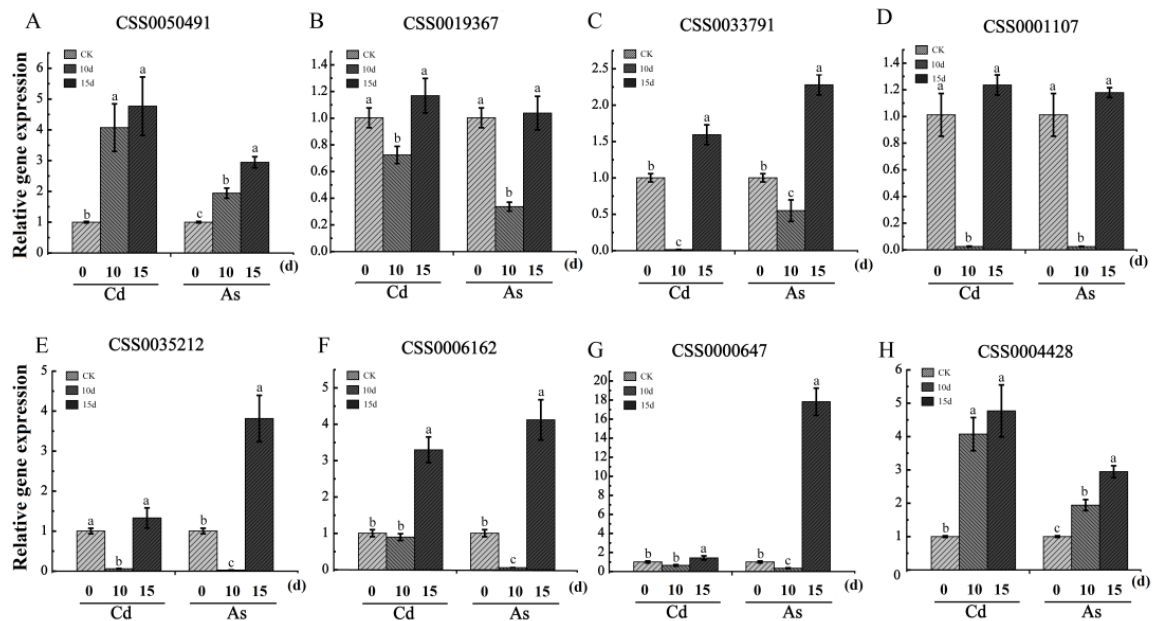 A CSS0050491
Relative gene expression
CK
10d
15d
6
5
4
3
2
1
0
b
a
a
c
b
a
0 10 15 0 10 15 (d)
Cd As
B CSS0019367
CK
10d
15d
1.4
1.2
1.0
0.8
0.6
0.4
0.2
0.0
a
b
a
a
b
a
0 10 15 0 10 15 (d)
Cd As
C CSS0033791
CK
10d
15d
2.5
2.0
1.5
1.0
0.5
0.0
b
c
a
b
c
a
0 10 15 0 10 15 (d)
Cd As
D CSS0001107
CK
10d
15d
1.4
1.2
1.0
0.8
0.6
0.4
0.2
0.0
a
b
a
a
b
a
0 10 15 0 10 15 (d)
Cd As
E CSS0035212
Relative gene expression
CK
10d
15d
5
4
3
2
1
0
a
b
a
b
c
a
0 10 15 0 10 15 (d)
Cd As
F CSS0006162
CK
10d
15d
5
4
3
2
1
0
b
b
a
b
c
a
0 10 15 0 10 15 (d)
Cd As
G CSS0000647
CK
10d
15d
20
18
16
14
12
10
8
6
4
2
0
b
b
a
b
c
a
0 10 15 0 10 15 (d)
Cd As
H CSS0004428
CK
10d
15d
6
5
4
3
2
1
0
b
a
a
c
b
a
0 10 15 0 10 15 (d)
Cd As